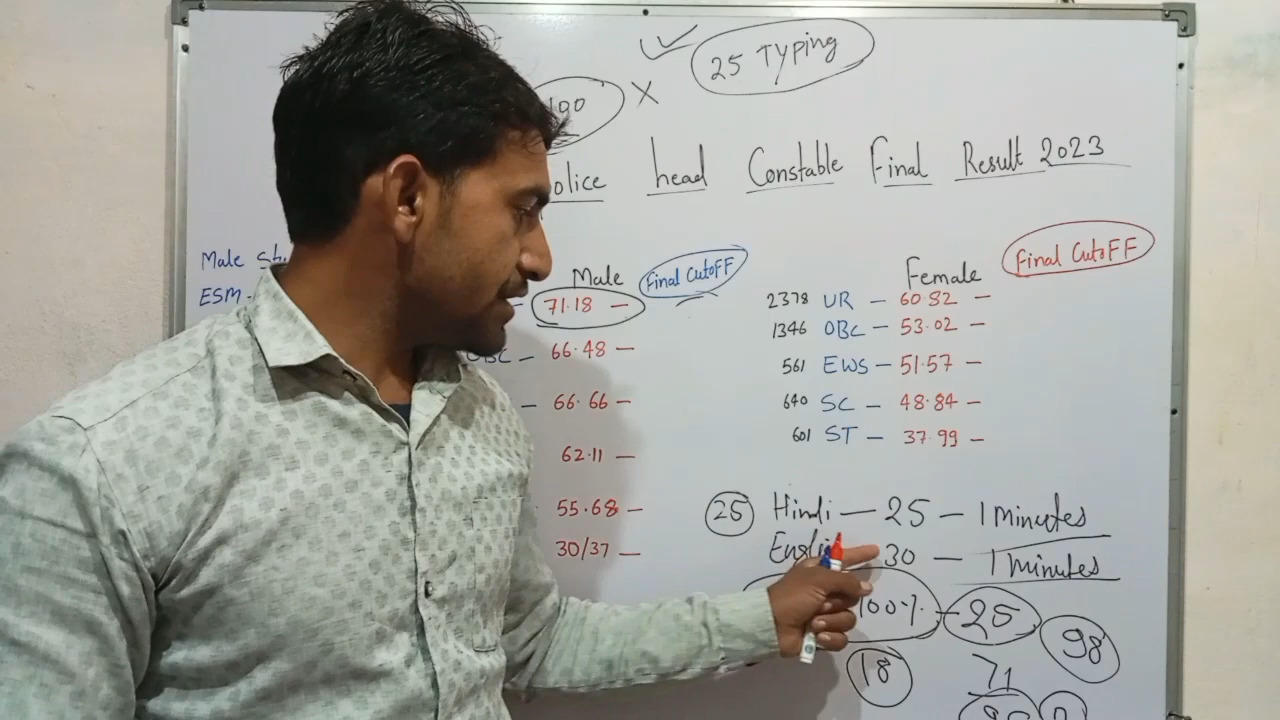 ✓ 25 Typing
100 ×
olice head Constable Final Result 2023
Male
ESM
Male Final CutoFF
71.18 —
OBC — 66.48 —
— 66.66 —
62.11 —
55.68 —
30/37 —
Female Final CutoFF
2378 UR — 60.82 —
1346 OBC — 53.02 —
561 EWS — 51.57 —
640 SC — 48.84 —
601 ST — 37.99 —
25 Hindi — 25 — 1 Minutes
30 — 1 Minutes
100% — 25 98
18 71